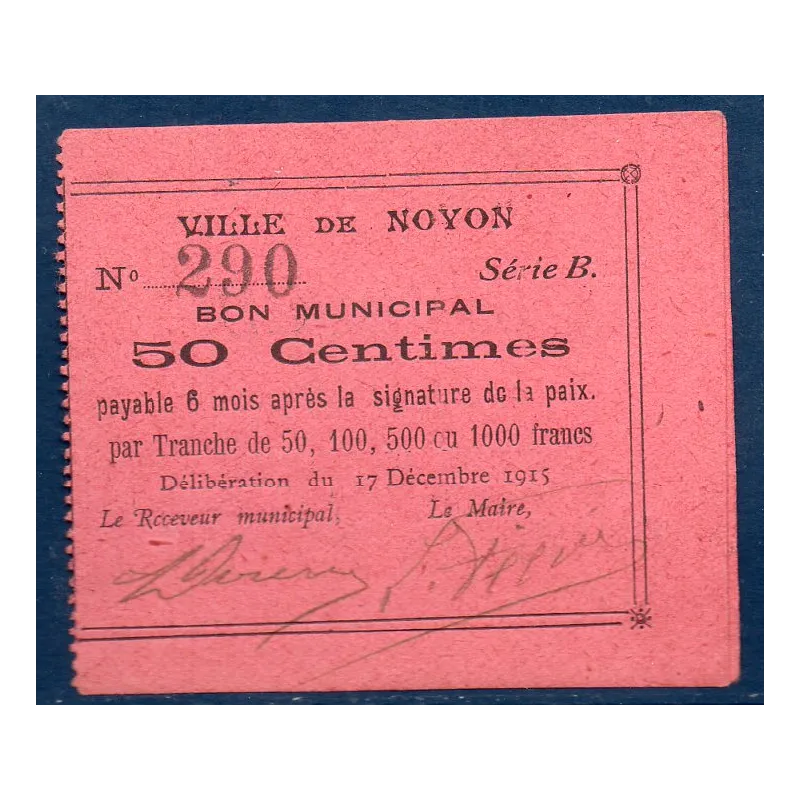 VILLE DE NOYON
No 290 Série B.
BON MUNICIPAL
50 Centimes
payable 6 mois après la signature de la paix.
par Tranche de 50, 100, 500 ou 1000 francs
Délibération du 17 Décembre 1915
Le Receveur municipal, Le Maire,